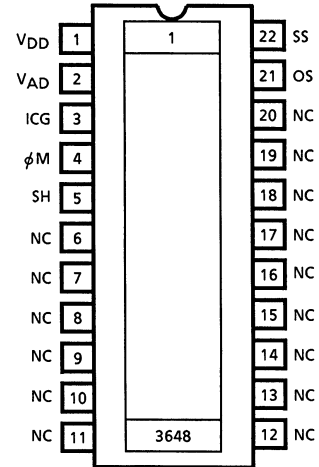 VDD 1 1 22 SS
VAD 2 21 OS
ICG 3 20 NC
ϕM 4 19 NC
SH 5 18 NC
NC 6 17 NC
NC 7 16 NC
NC 8 15 NC
NC 9 14 NC
NC 10 13 NC
NC 11 3648 12 NC